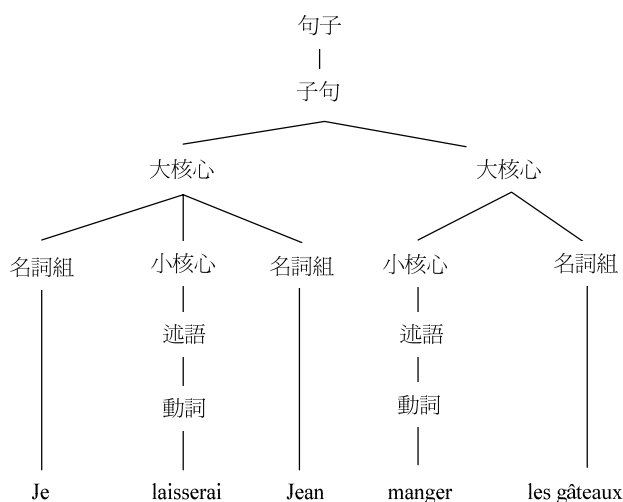 句子
子句
大核心 大核心
名詞組 小核心 名詞組 小核心 名詞組
述語 述語
動詞 動詞
Je laisserai Jean manger les gâteaux